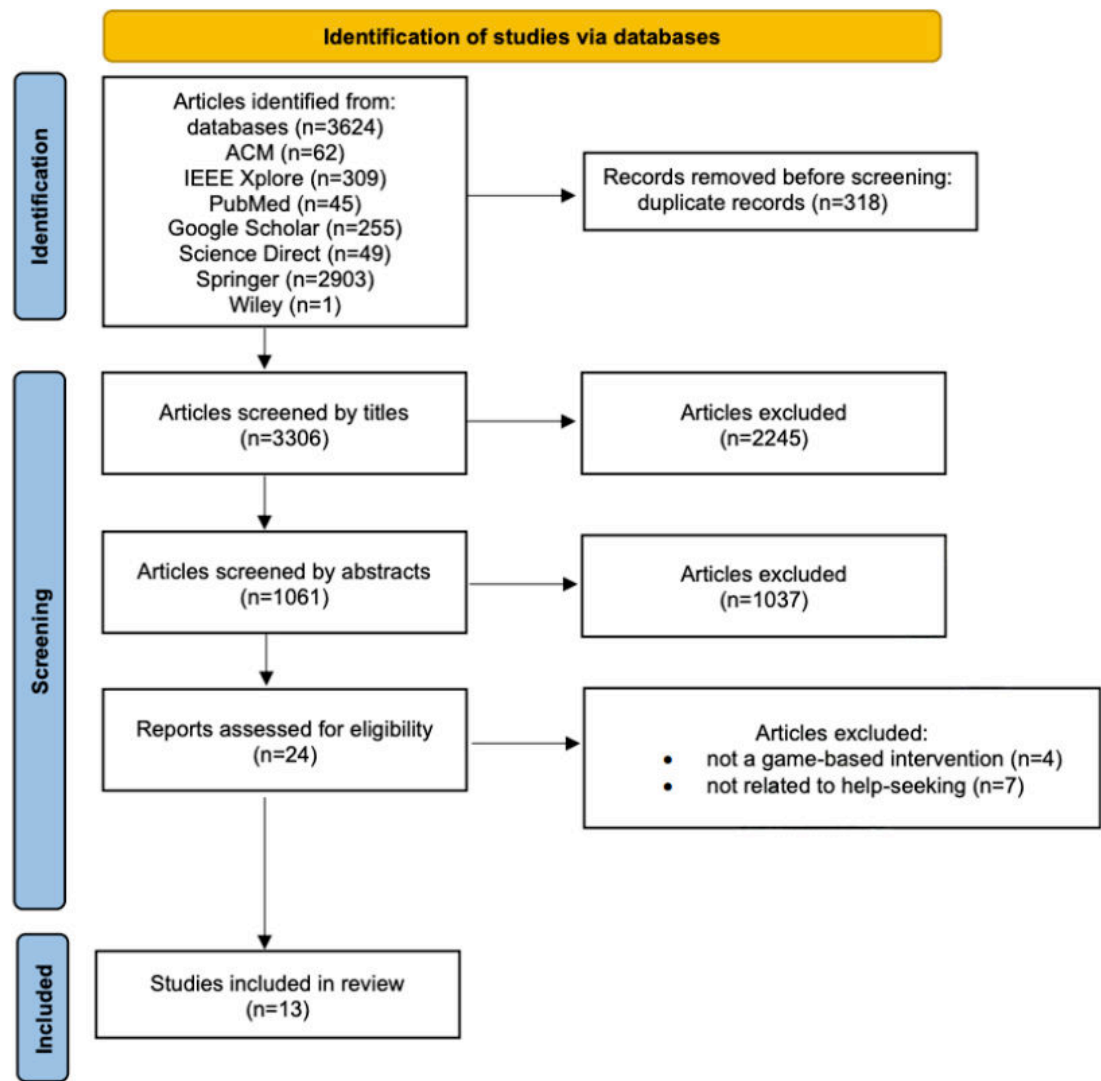 Identification of studies via databases
Identification
Articles identified from:
databases (n=3624)
ACM (n=62)
IEEE Xplore (n=309)
PubMed (n=45)
Google Scholar (n=255)
Science Direct (n=49)
Springer (n=2903)
Wiley (n=1)
Records removed before screening:
duplicate records (n=318)
Screening
Articles screened by titles
(n=3306)
Articles excluded
(n=2245)
Articles screened by abstracts
(n=1061)
Articles excluded
(n=1037)
Reports assessed for eligibility
(n=24)
Articles excluded:
• not a game-based intervention (n=4)
• not related to help-seeking (n=7)
Included
Studies included in review
(n=13)